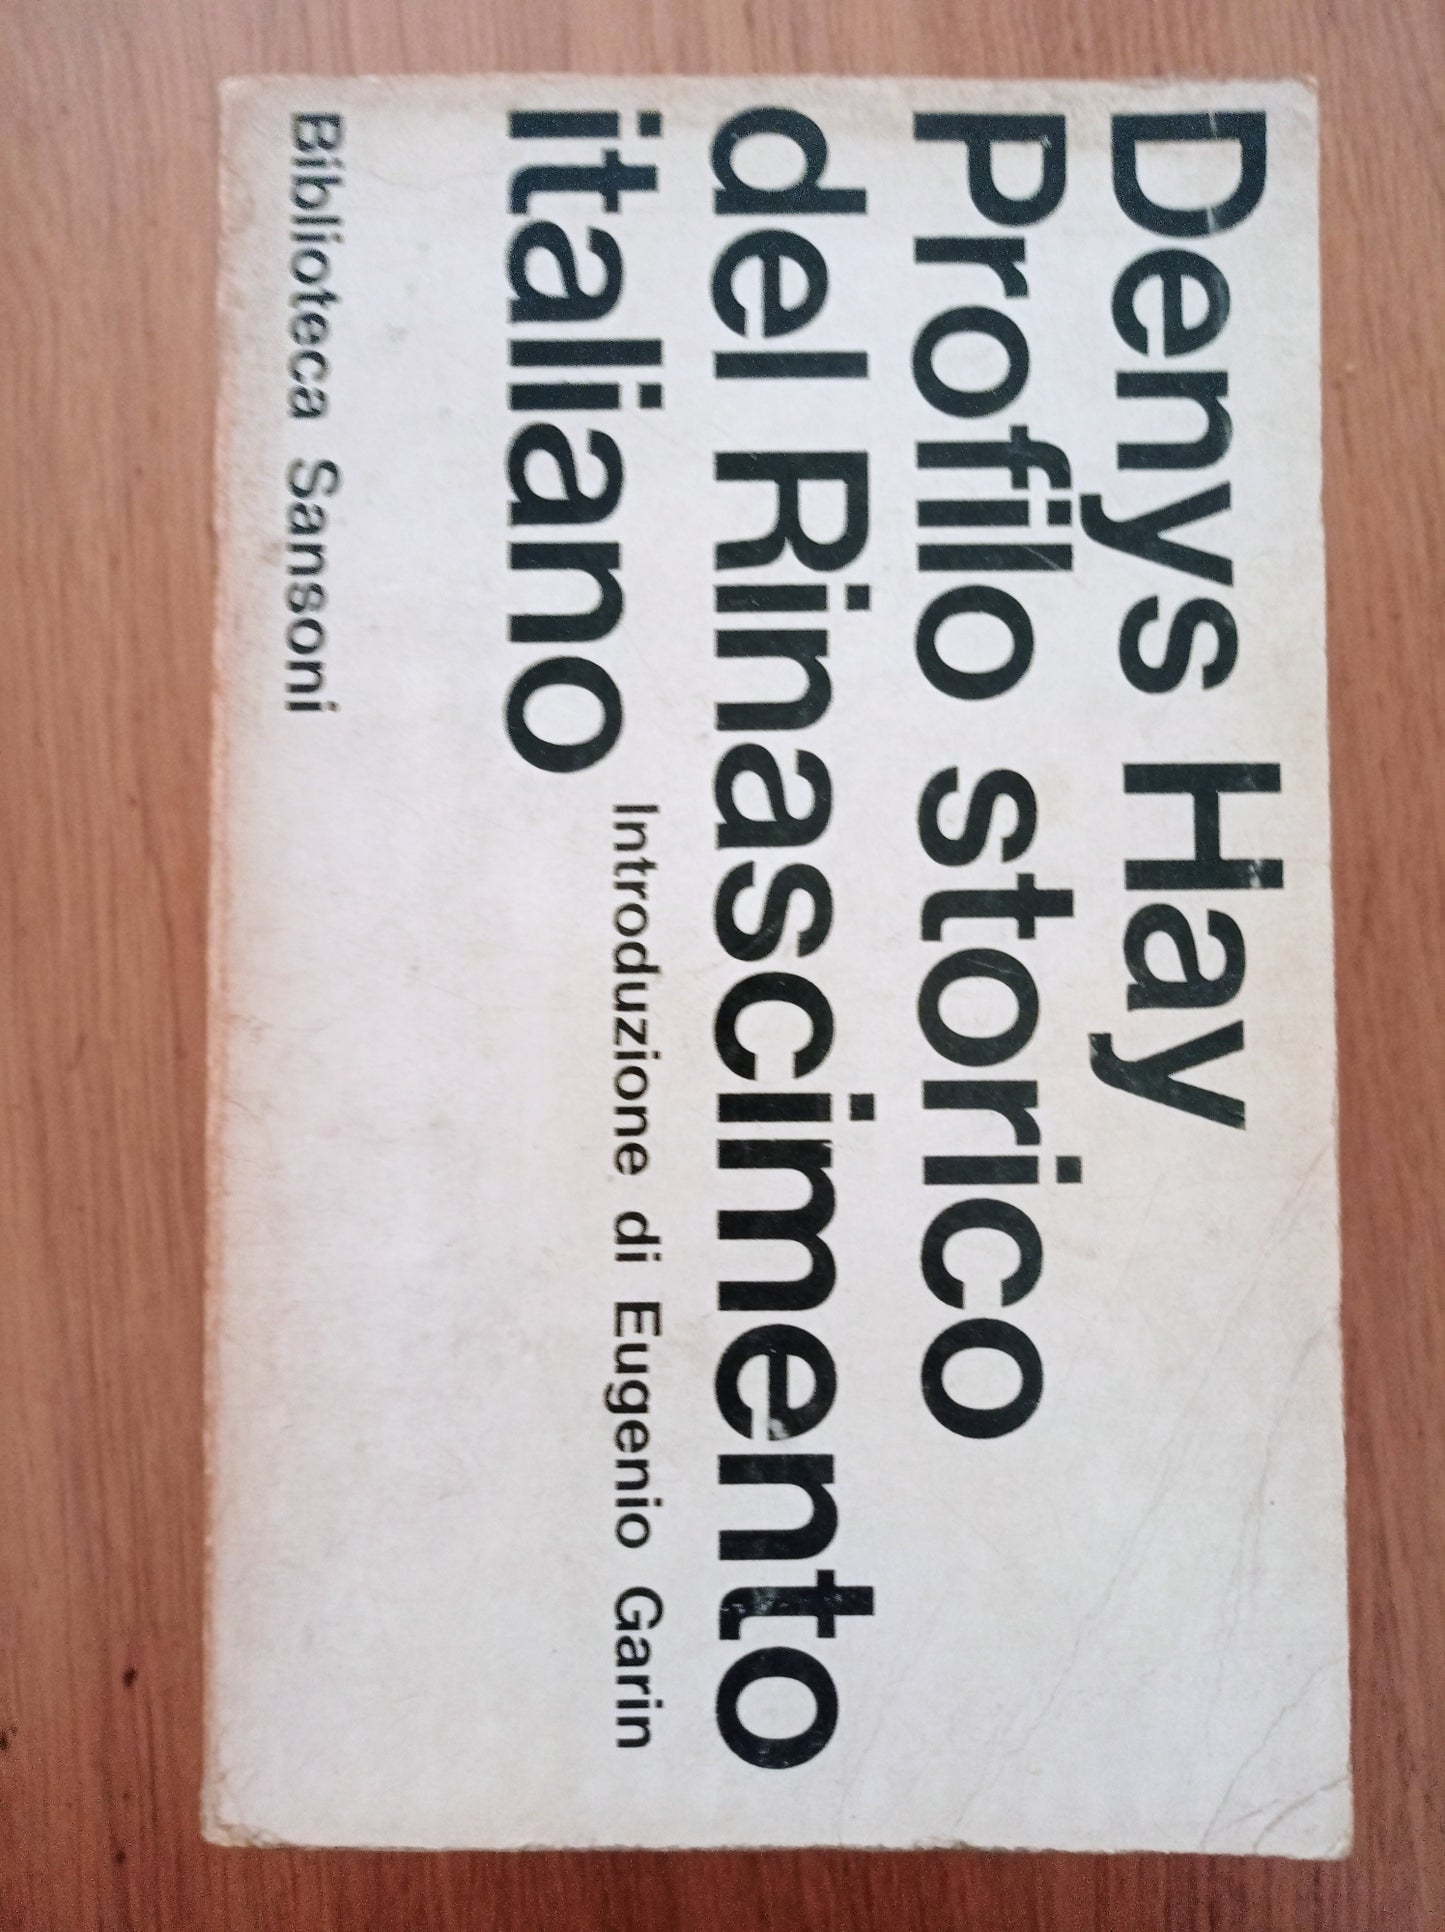 Denys Hay
Profilo storico
del Rinascimento
italiano
Introduzione di Eugenio Garin
Biblioteca Sansoni